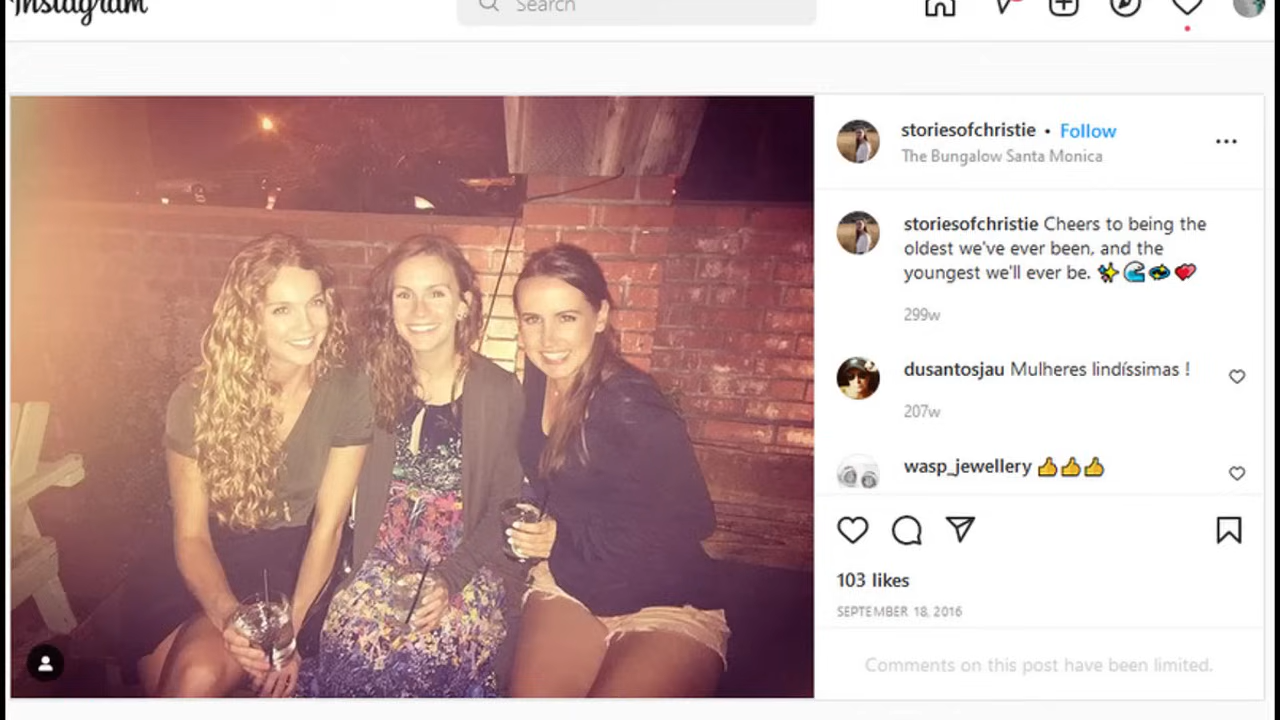 Instagram
Search
storiesofchristie • Follow
The Bungalow Santa Monica
storiesofchristie Cheers to being the
oldest we've ever been, and the
youngest we'll ever be. ✨🌊💫💖
299w
dusantosjau Mulheres lindíssimas !
207w
wasp_jewellery 👍👍👍
103 likes
SEPTEMBER 18, 2016
Comments on this post have been limited.